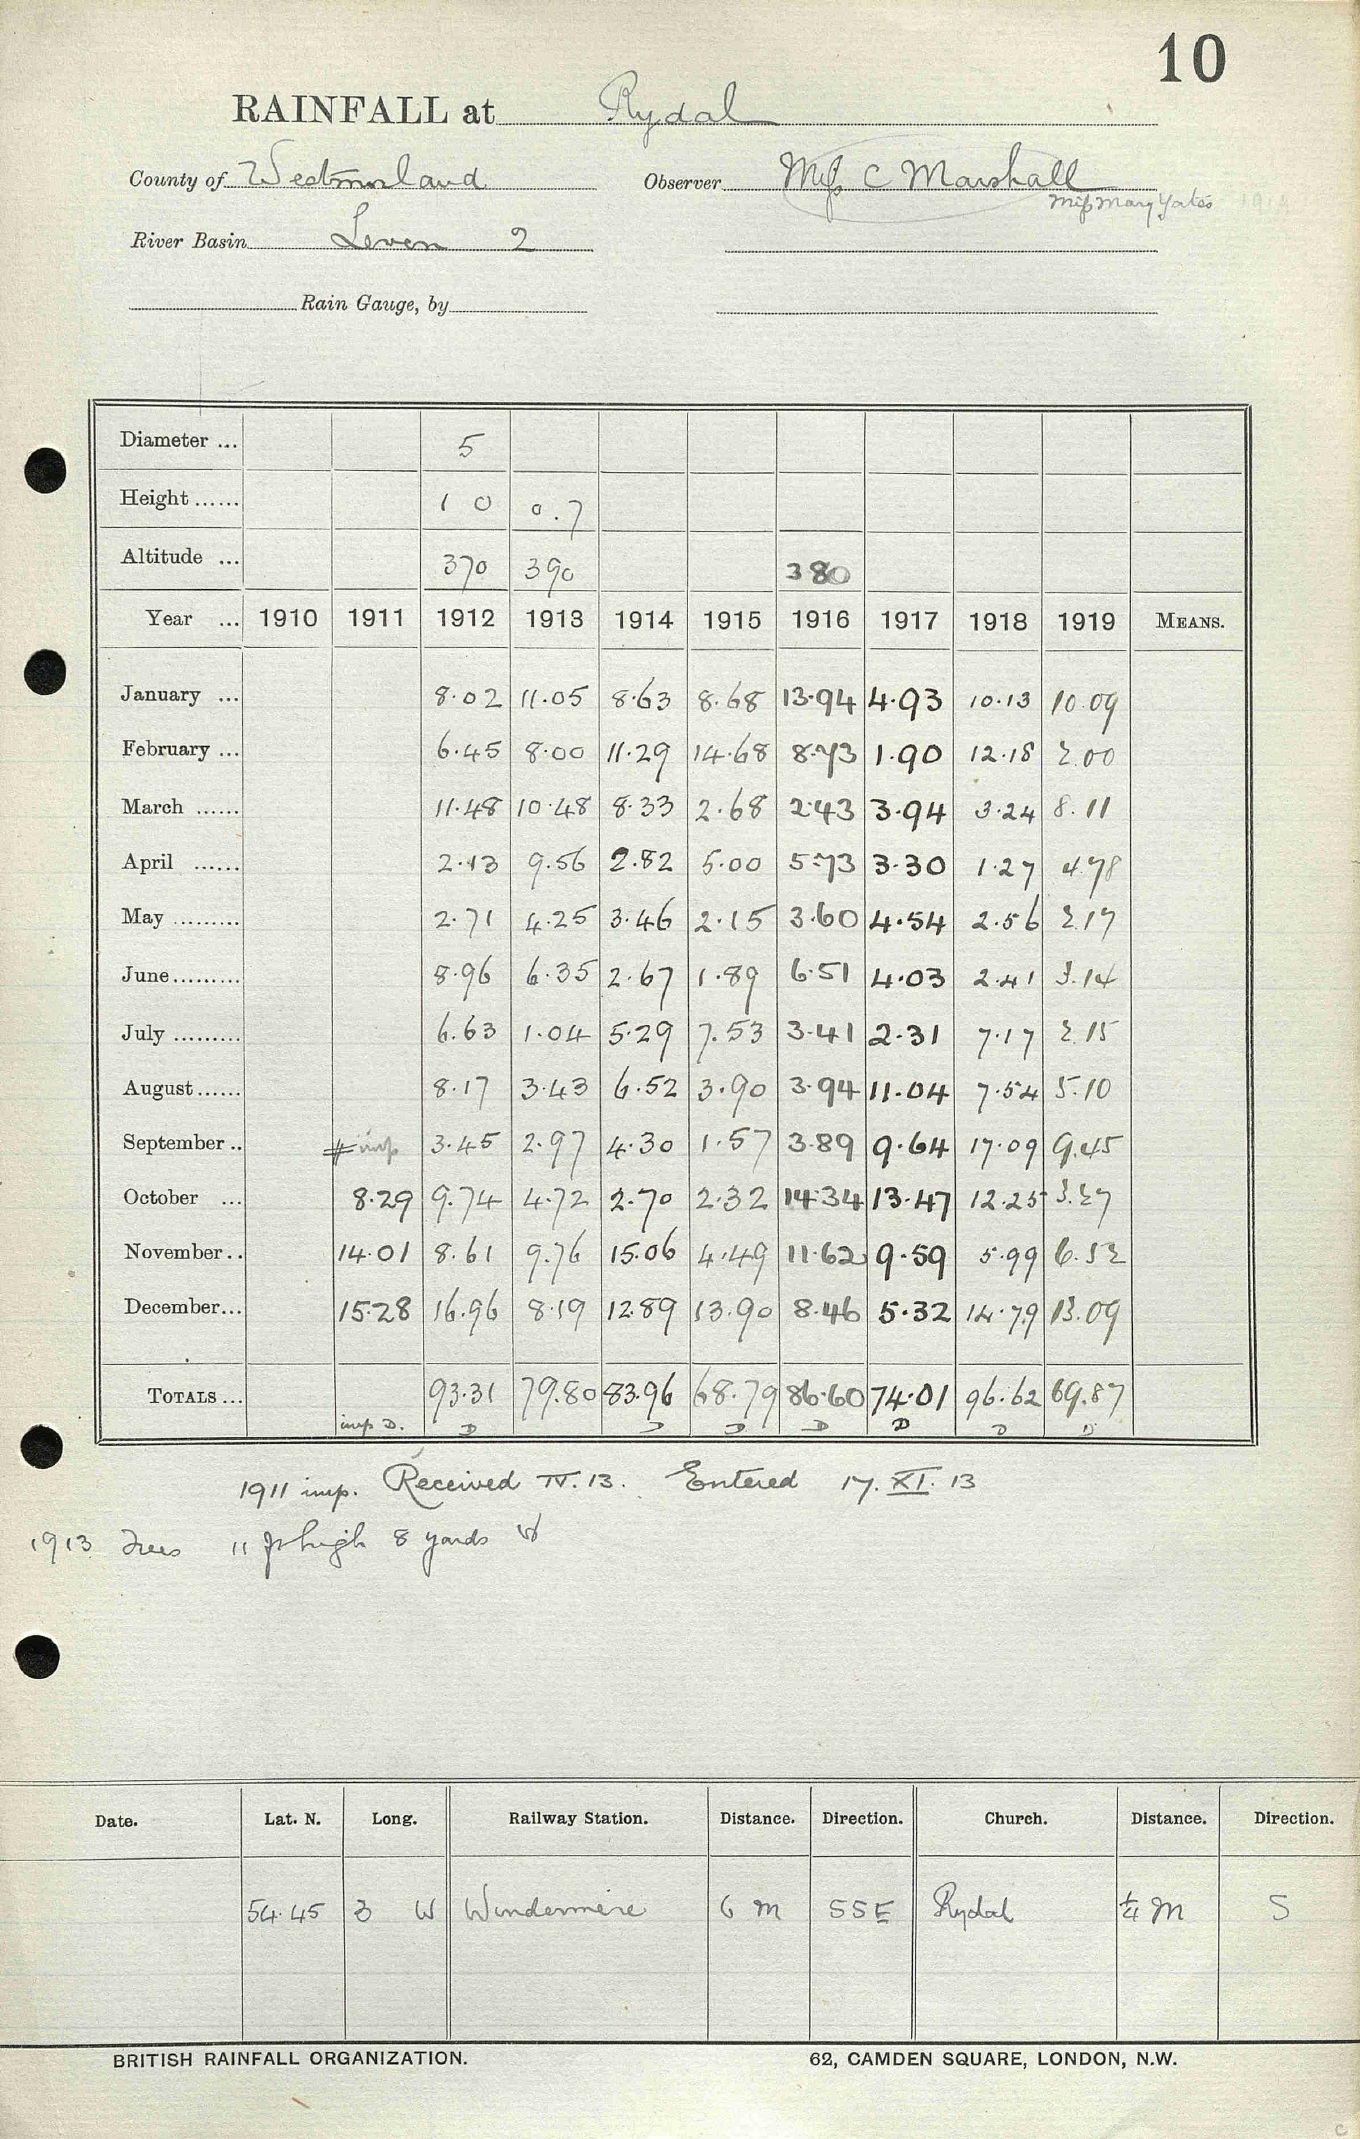 10
RAINFALL at Rydal
County of Westmorland Observer Miss C Marshall
Miss Mary Yates
River Basin Leven 2
Rain Gauge, by
Diameter ... 5
Height ...... 1 0 0.7
Altitude ... 370 390 380
Year ... 1910 1911 1912 1913 1914 1915 1916 1917 1918 1919 MEANS.
January ... 8.02 11.05 8.63 8.68 13.94 4.93 10.13 10.09
February ... 6.45 8.00 11.29 14.68 8.73 1.90 12.18 2.00
March ...... 11.48 10.48 8.33 2.68 2.43 3.94 3.24 8.11
April ...... 2.13 9.56 2.82 5.00 5.73 3.30 1.27 4.78
May ......... 2.71 4.25 3.46 2.15 3.60 4.54 2.56 2.17
June ......... 8.96 6.35 2.67 1.89 6.51 4.03 2.41 3.14
July ......... 6.63 1.04 5.29 7.53 3.41 2.31 7.17 2.15
August...... 8.17 3.43 6.52 3.90 3.94 11.04 7.54 5.10
September .. # imp 3.45 2.97 4.30 1.57 3.89 9.64 17.09 9.45
October ... 8.29 9.74 4.72 2.70 2.32 14.34 13.47 12.25 3.27
November .. 14.01 8.61 9.76 15.06 4.49 11.62 9.59 5.99 6.52
December... 15.28 16.96 8.19 12.89 13.90 8.46 5.32 14.79 13.09
TOTALS ... 93.31 79.80 83.96 68.79 86.60 74.01 96.62 69.87
imp D. D D D D D D D
1911 imp. Received IV. 13. Entered 17. XI. 13
1913 Trees 11 ft high 8 yards W
Date. Lat. N. Long. Railway Station. Distance. Direction. Church. Distance. Direction.
54.45 3 W Windermere 6 m SSE Rydal ¼ m S
BRITISH RAINFALL ORGANIZATION. 62, CAMDEN SQUARE, LONDON, N.W.